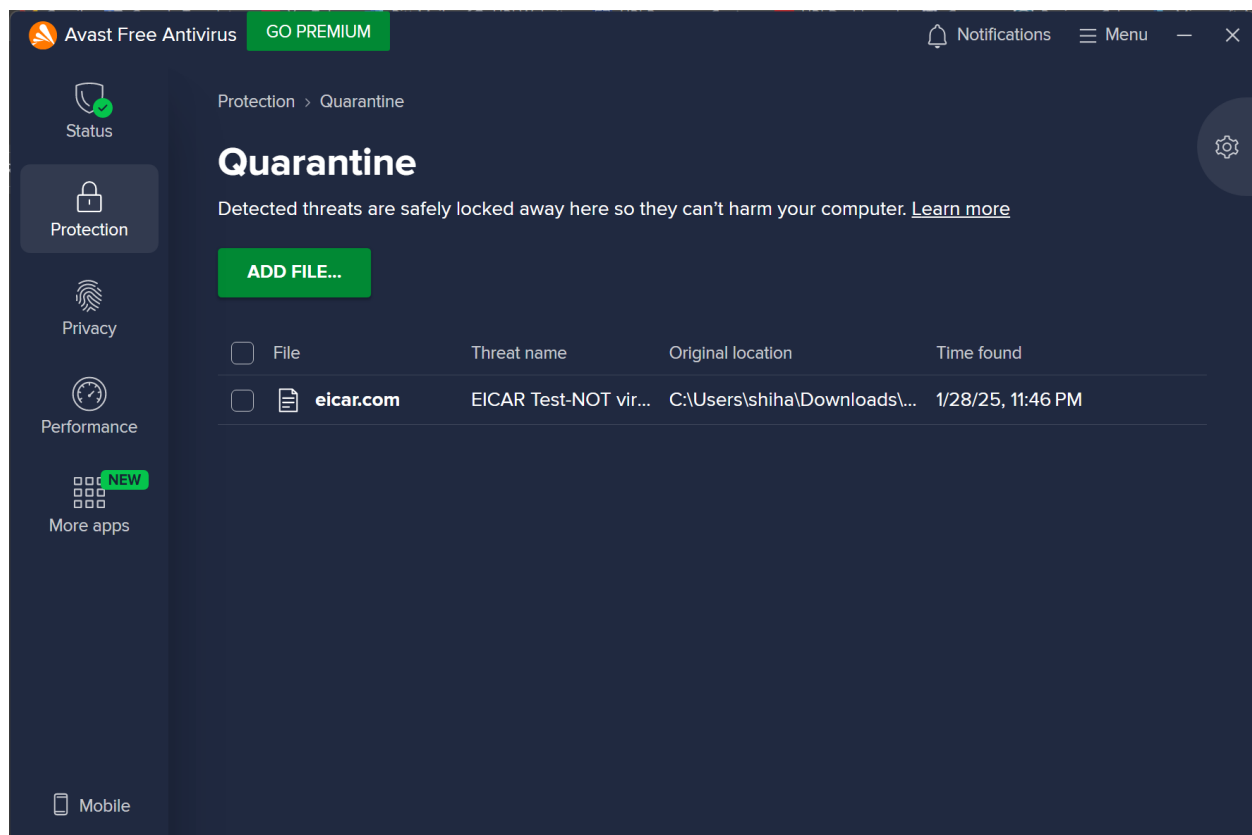 Avast Free Antivirus GO PREMIUM Notifications Menu
Status
Protection
Privacy
Performance
NEW
More apps
Mobile
Protection › Quarantine
Quarantine
Detected threats are safely locked away here so they can’t harm your computer. Learn more
ADD FILE...
File Threat name Original location Time found
eicar.com EICAR Test-NOT vir... C:\Users\shiha\Downloads\... 1/28/25, 11:46 PM